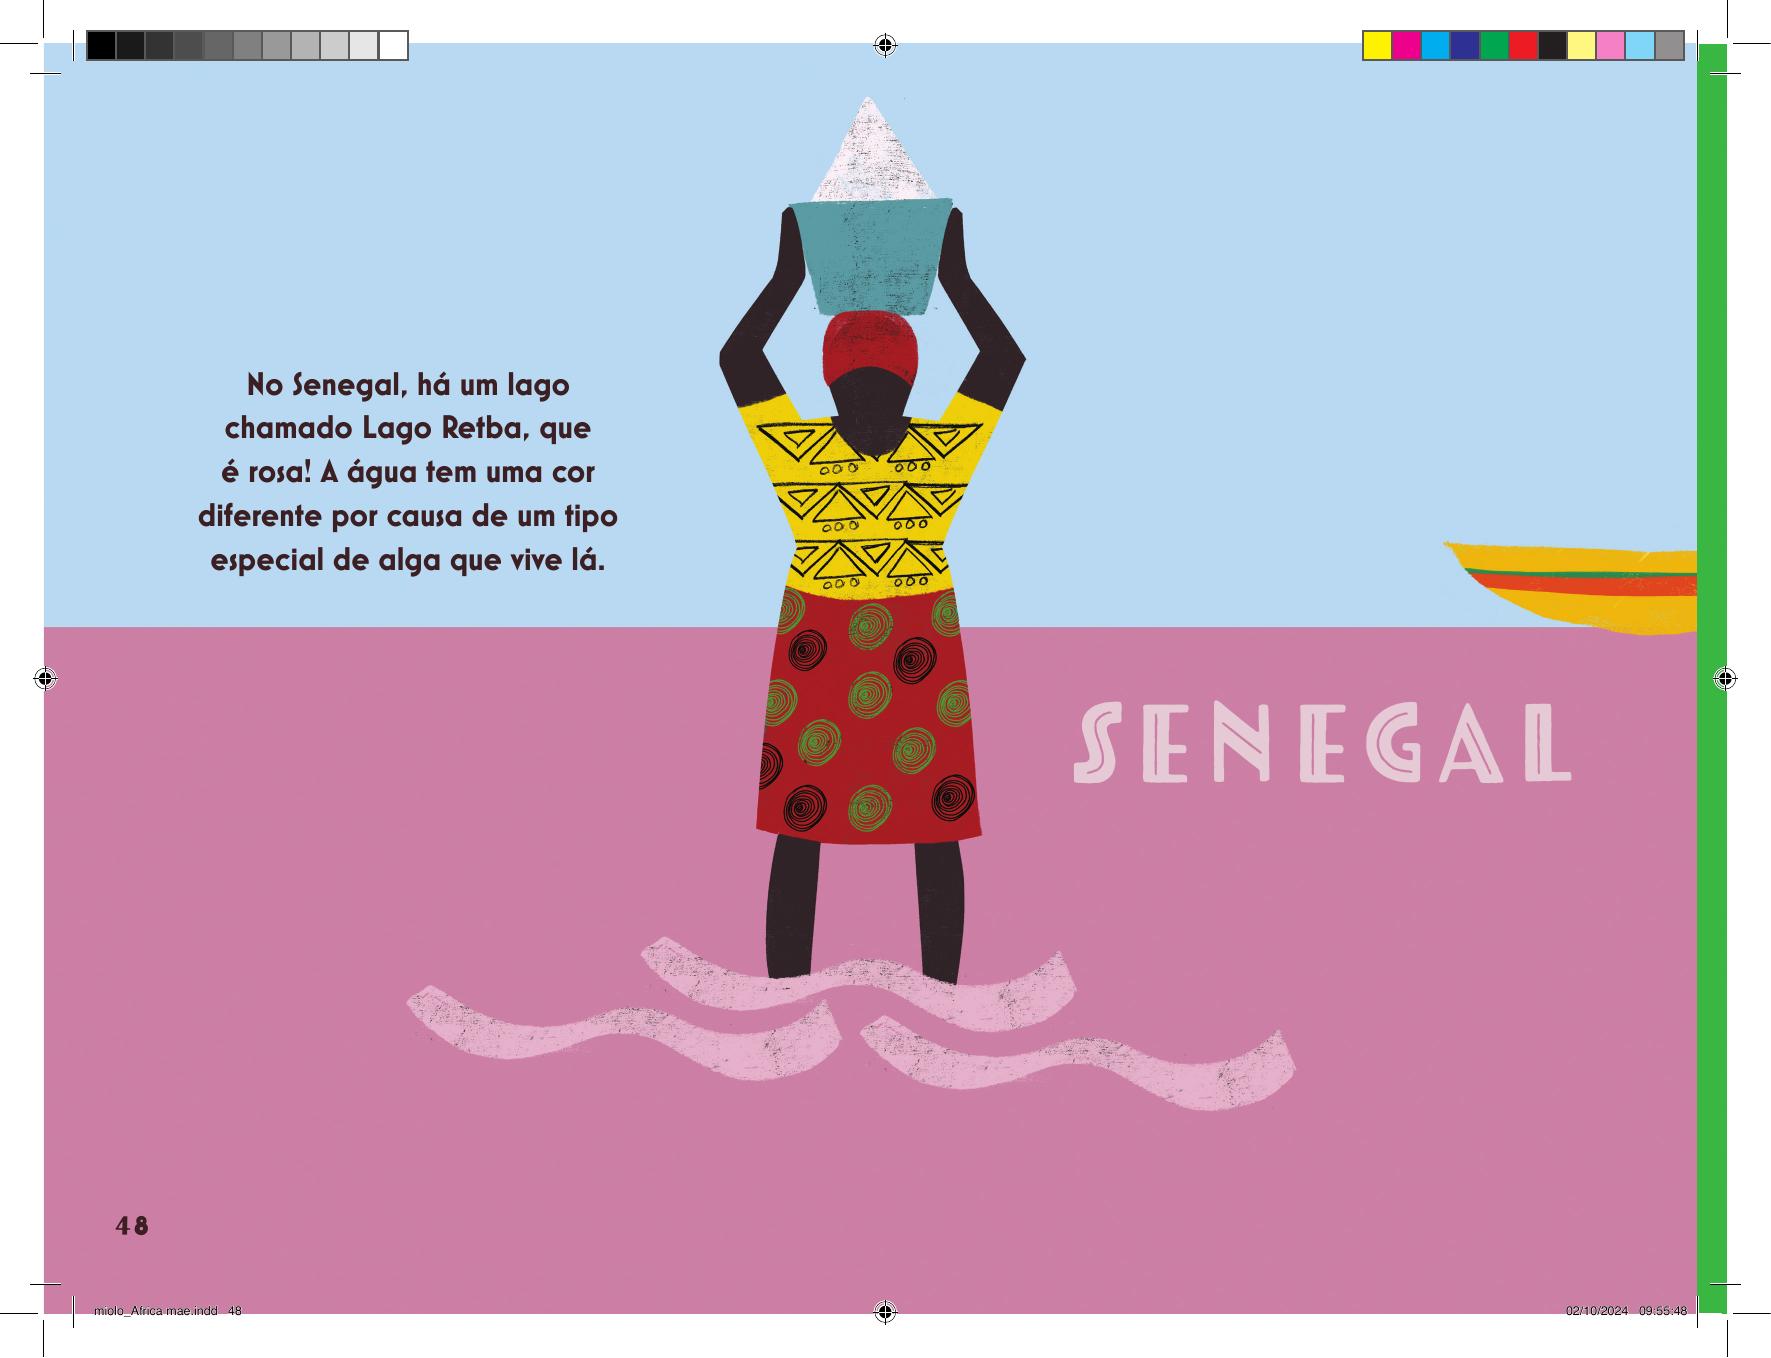 No Senegal, há um lago
chamado Lago Retba, que
é rosa! A água tem uma cor
diferente por causa de um tipo
especial de alga que vive lá.
SENEGAL
48
miolo_Africa mae.indd 48
02/10/2024 09:55:48